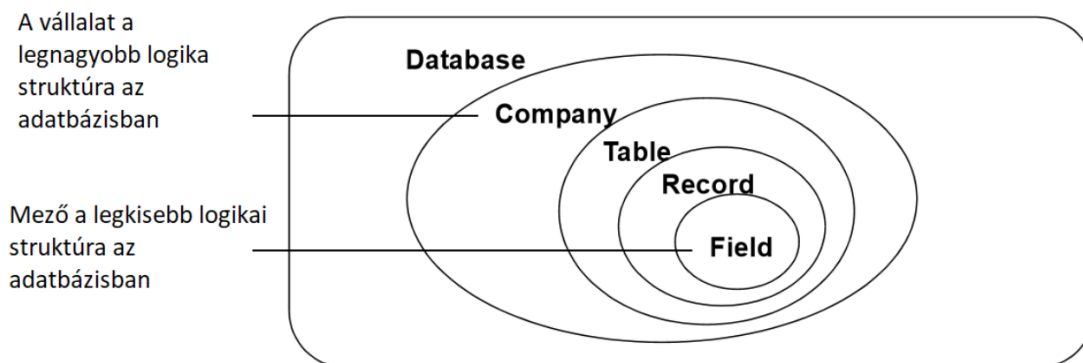 A vállalat a
legnagyobb logika
struktúra az
adatbázisban
Database
Company
Table
Record
Field
Mező a legkisebb logikai
struktúra az
adatbázisban